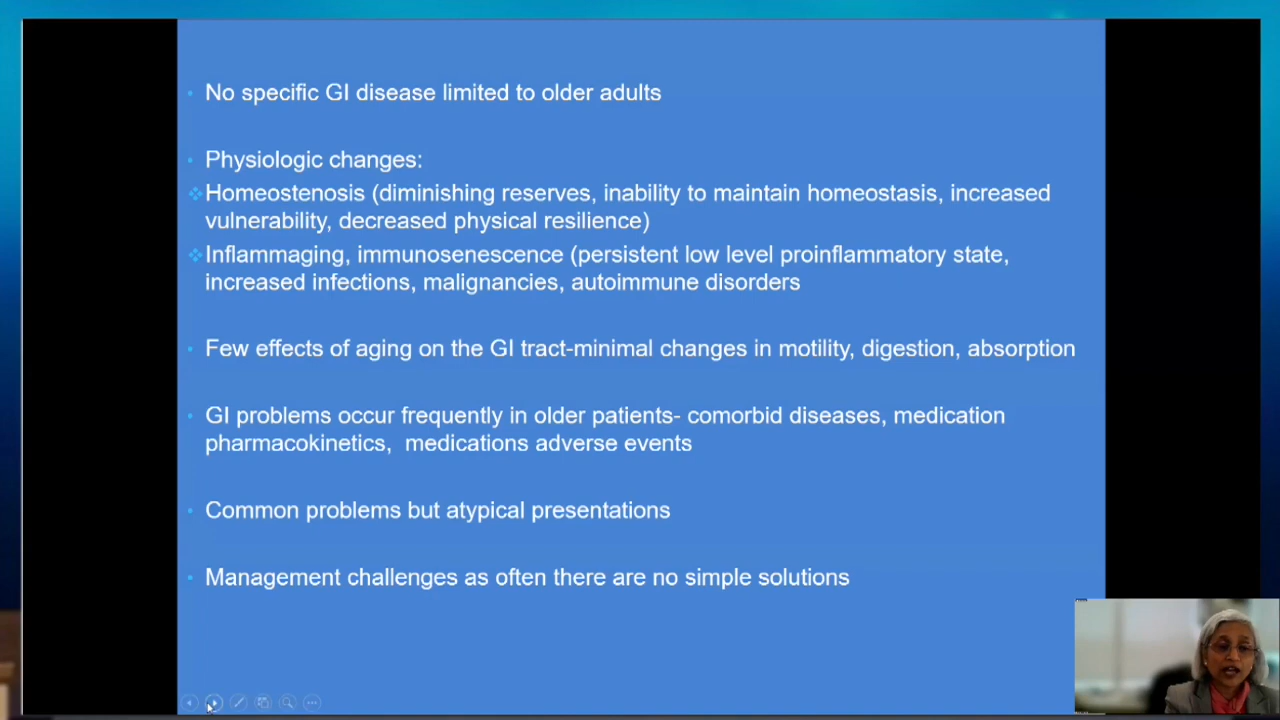 No specific GI disease limited to older adults
Physiologic changes:
Homeostenosis (diminishing reserves, inability to maintain homeostasis, increased
vulnerability, decreased physical resilience)
Inflammaging, immunosenescence (persistent low level proinflammatory state,
increased infections, malignancies, autoimmune disorders
Few effects of aging on the GI tract-minimal changes in motility, digestion, absorption
GI problems occur frequently in older patients- comorbid diseases, medication
pharmacokinetics,  medications adverse events
Common problems but atypical presentations
Management challenges as often there are no simple solutions